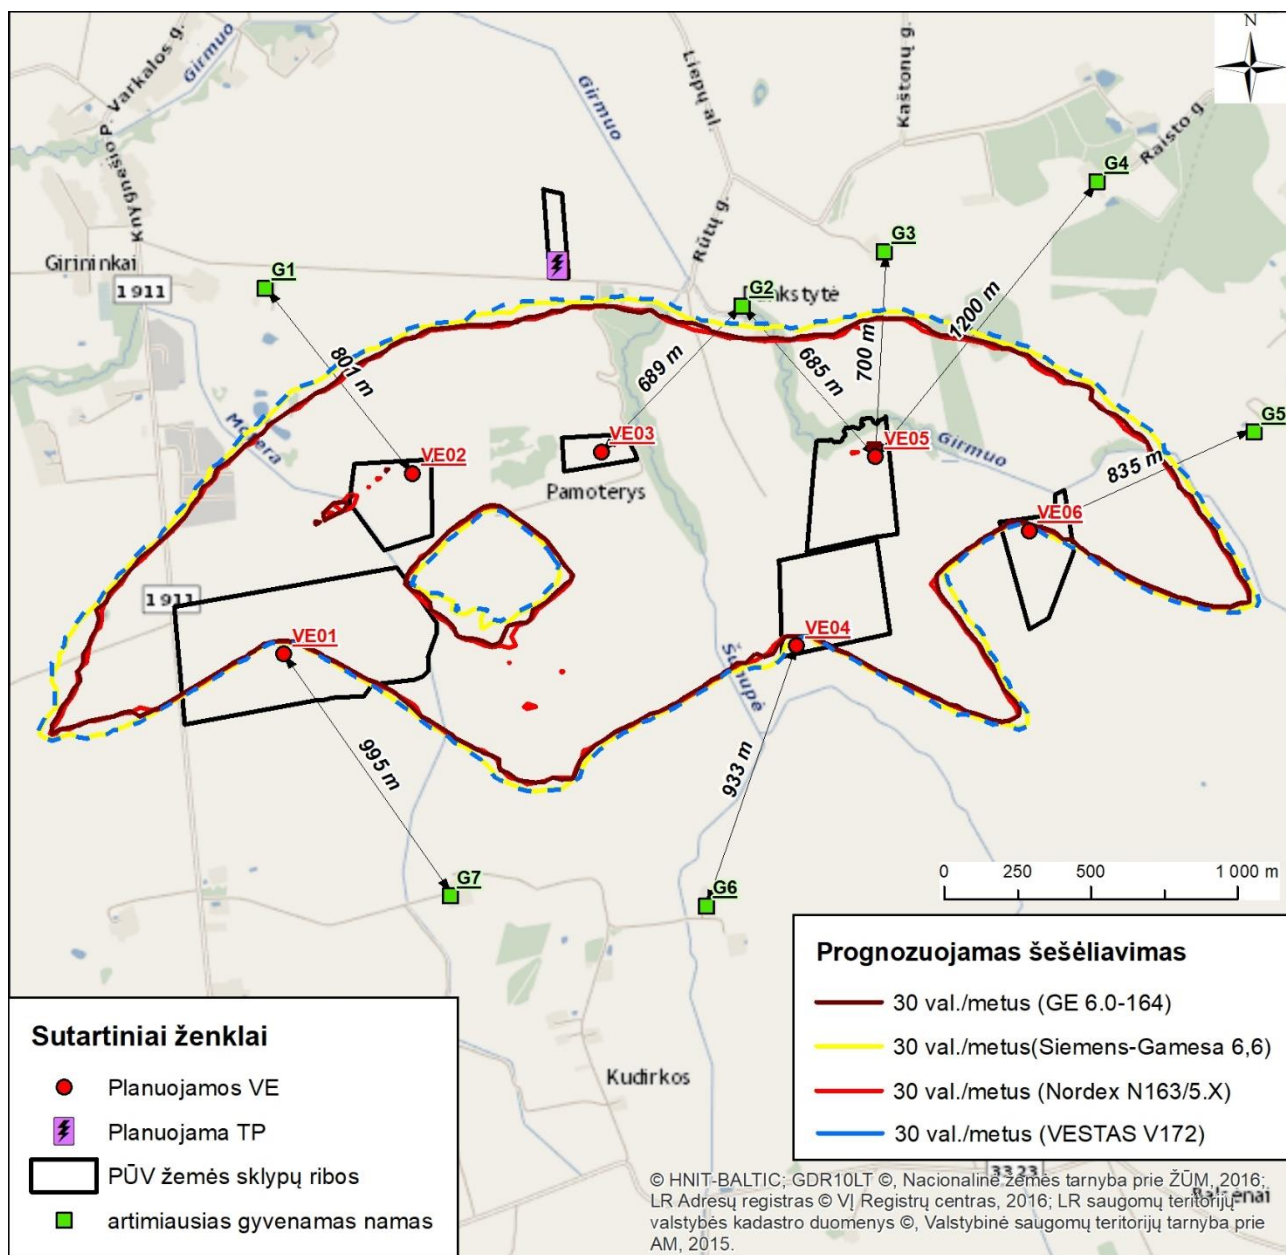 N
Knygnešio P. Varkalos g.
Girmuo
Girmuo
Liepų al.
Kaštonų g.
Raisto g.
G4
Rūtų g.
G3
Girininkai
1 911
G1
G2
1200 m
801 m
689 m
685 m
700 m
G5
VE02
VE03
VE05
Girmuo
835 m
Pamoterys
VE06
1 911
VE01
VE04
995 m
933 m
G7
G6
0 250 500 1 000 m
Kudirkos
Prognozuojamas šešėliavimas
30 val./metus (GE 6.0-164)
30 val./metus(Siemens-Gamesa 6,6)
30 val./metus (Nordex N163/5.X)
30 val./metus (VESTAS V172)
Sutartiniai ženklai
Planuojamos VE
Planuojama TP
PŪV žemės sklypų ribos
artimiausias gyvenamas namas
3323
© HNIT-BALTIC; GDR10LT ©, Nacionalinė žemės tarnyba prie ŽŪM, 2016;
LR Adresų registras © VĮ Registrų centras, 2016; LR saugomų teritorijų
valstybės kadastro duomenys ©, Valstybinė saugomų teritorijų tarnyba prie
AM, 2015.